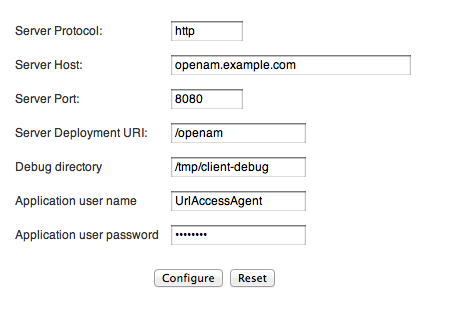 Server Protocol: http
Server Host: openam.example.com
Server Port: 8080
Server Deployment URI: /openam
Debug directory /tmp/client-debug
Application user name UrlAccessAgent
Application user password ••••••••
Configure Reset